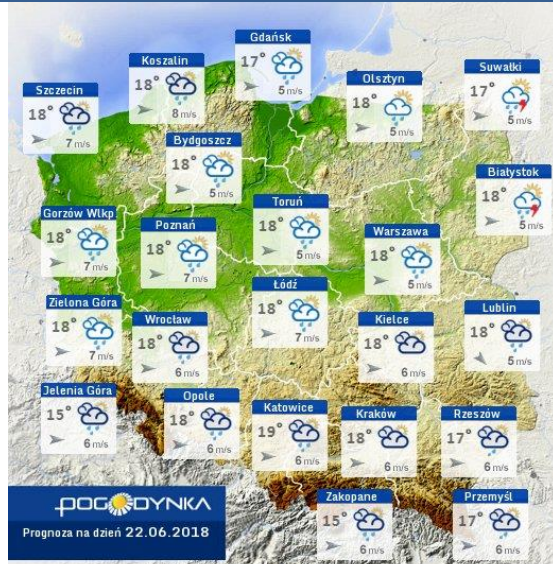 Gdańsk
17°
5 m/s
Koszalin
18°
8 m/s
Suwałki
17°
5 m/s
Olsztyn
18°
5 m/s
Szczecin
18°
7 m/s
Bydgoszcz
18°
5 m/s
Białystok
18°
5 m/s
Toruń
18°
5 m/s
Gorzów Wlkp
18°
7 m/s
Poznań
18°
7 m/s
Warszawa
18°
5 m/s
Łódź
18°
7 m/s
Zielona Góra
18°
7 m/s
Wrocław
18°
6 m/s
Kielce
18°
6 m/s
Lublin
18°
5 m/s
Jelenia Góra
15°
6 m/s
Opole
18°
6 m/s
Katowice
19°
6 m/s
Kraków
18°
6 m/s
Rzeszów
17°
6 m/s
Zakopane
15°
6 m/s
Przemyśl
17°
6 m/s
POGODYNKA
Prognoza na dzień 22.06.2018